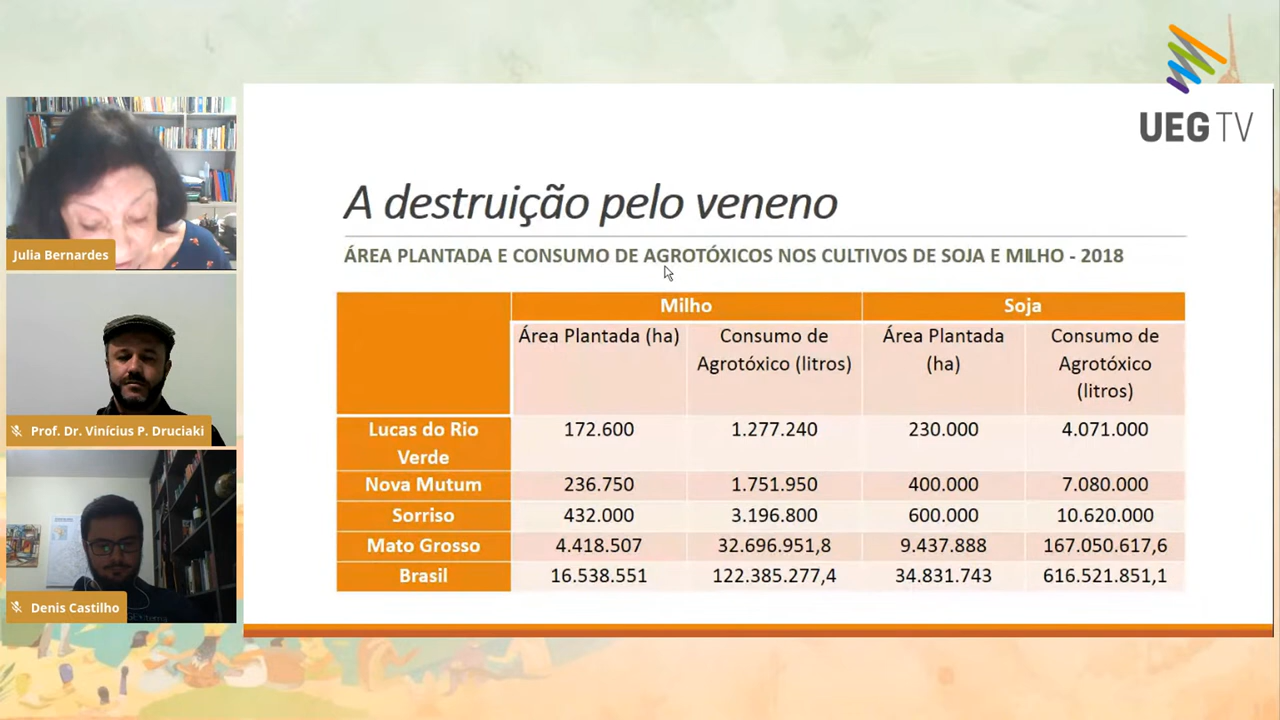 UEG TV
Julia Bernardes
Prof. Dr. Vinícius P. Druciaki
Denis Castilho
A destruição pelo veneno
ÁREA PLANTADA E CONSUMO DE AGROTÓXICOS NOS CULTIVOS DE SOJA E MILHO - 2018
Milho Soja
Área Plantada (ha) Consumo de Agrotóxico (litros) Área Plantada (ha) Consumo de Agrotóxico (litros)
Lucas do Rio Verde 172.600 1.277.240 230.000 4.071.000
Nova Mutum 236.750 1.751.950 400.000 7.080.000
Sorriso 432.000 3.196.800 600.000 10.620.000
Mato Grosso 4.418.507 32.696.951,8 9.437.888 167.050.617,6
Brasil 16.538.551 122.385.277,4 34.831.743 616.521.851,1